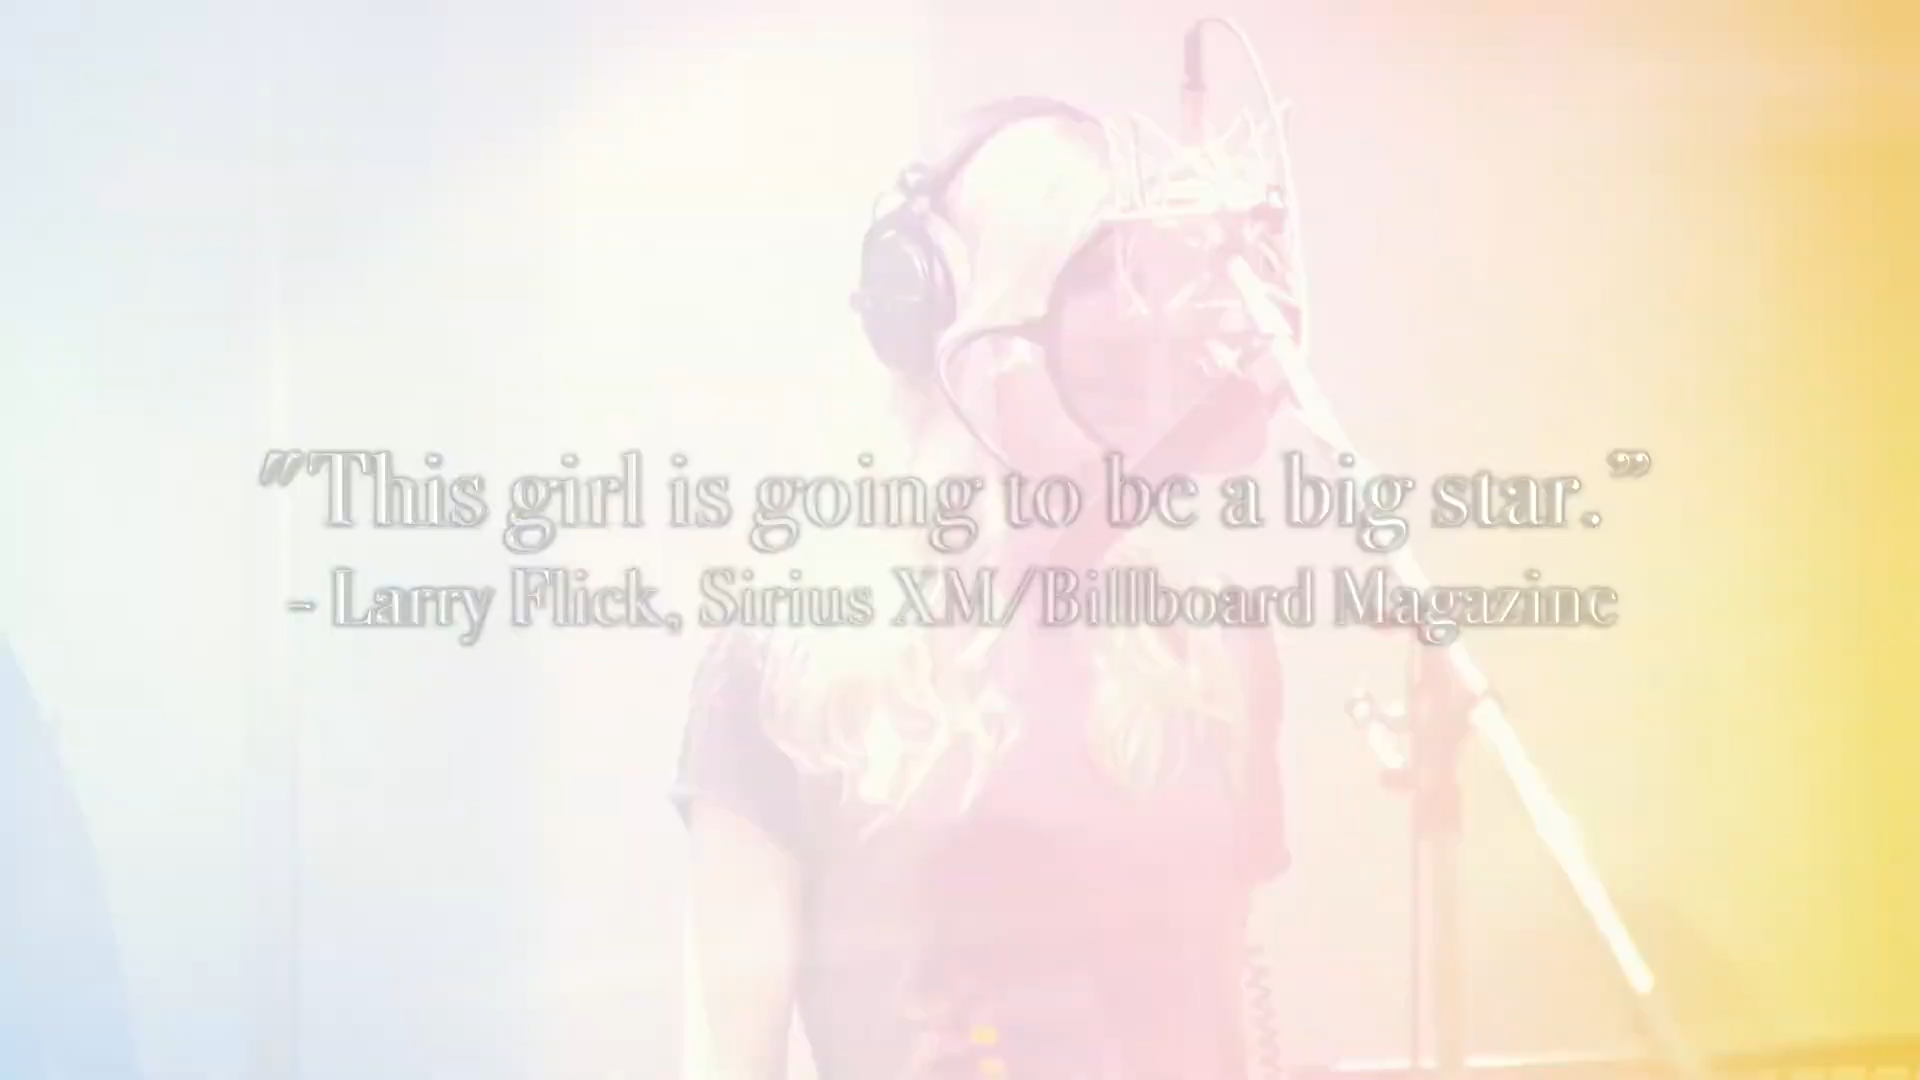 "This girl is going to be a big star.”
- Larry Flick, Sirius XM/Billboard Magazine